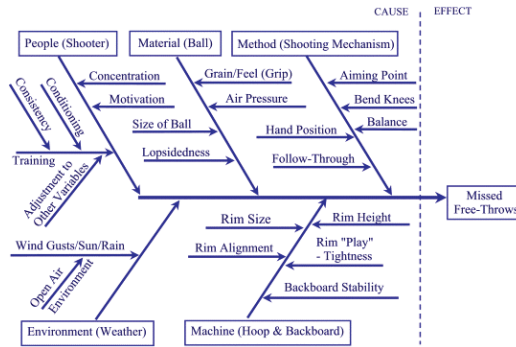 CAUSE
EFFECT
People (Shooter)
Material (Ball)
Method (Shooting Mechanism)
Concentration
Motivation
Consistency
Conditioning
Training
Adjustment to
Other Variables
Grain/Feel (Grip)
Air Pressure
Size of Ball
Lopsidedness
Aiming Point
Bend Knees
Balance
Hand Position
Follow-Through
Missed
Free-Throws
Wind Gusts/Sun/Rain
Open Air
Environment
Rim Size
Rim Height
Rim Alignment
Rim "Play"
- Tightness
Backboard Stability
Environment (Weather)
Machine (Hoop & Backboard)